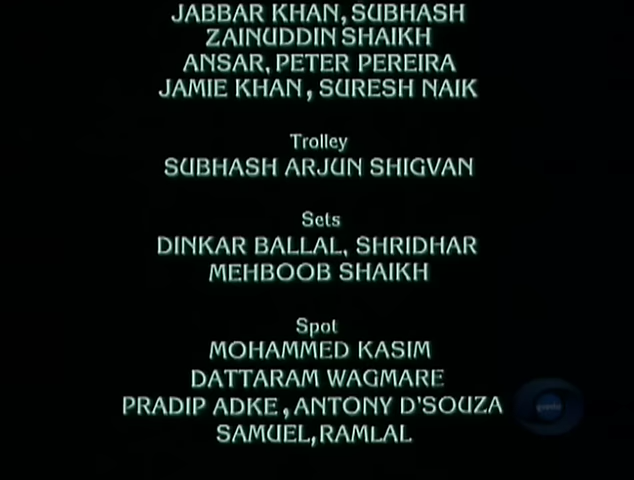 JABBAR KHAN, SUBHASH
ZAINUDDIN SHAIKH
ANSAR, PETER PEREIRA
JAMIE KHAN, SURESH NAIK
Trolley
SUBHASH ARJUN SHIGVAN
Sets
DINKAR BALLAL, SHRIDHAR
MEHBOOB SHAIKH
Spot
MOHAMMED KASIM
DATTARAM WAGMARE
PRADIP ADKE, ANTONY D'SOUZA
SAMUEL, RAMLAL